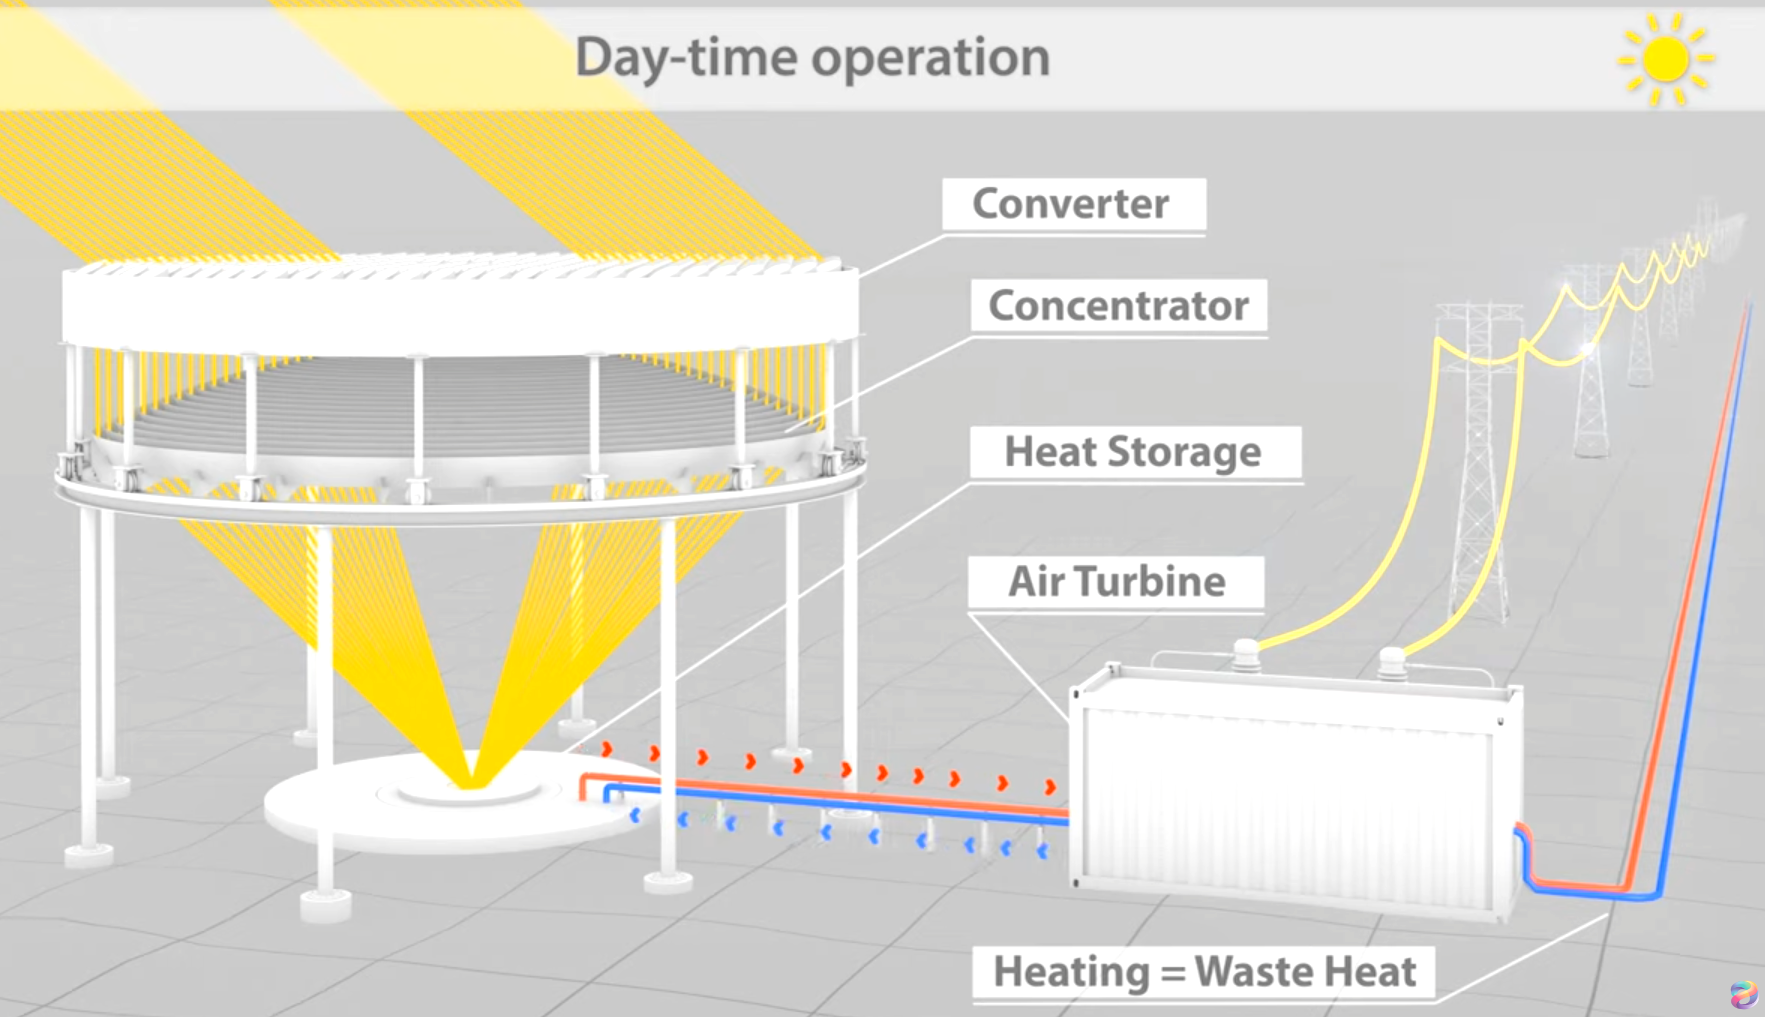 Day-time operation
Converter
Concentrator
Heat Storage
Air Turbine
Heating = Waste Heat